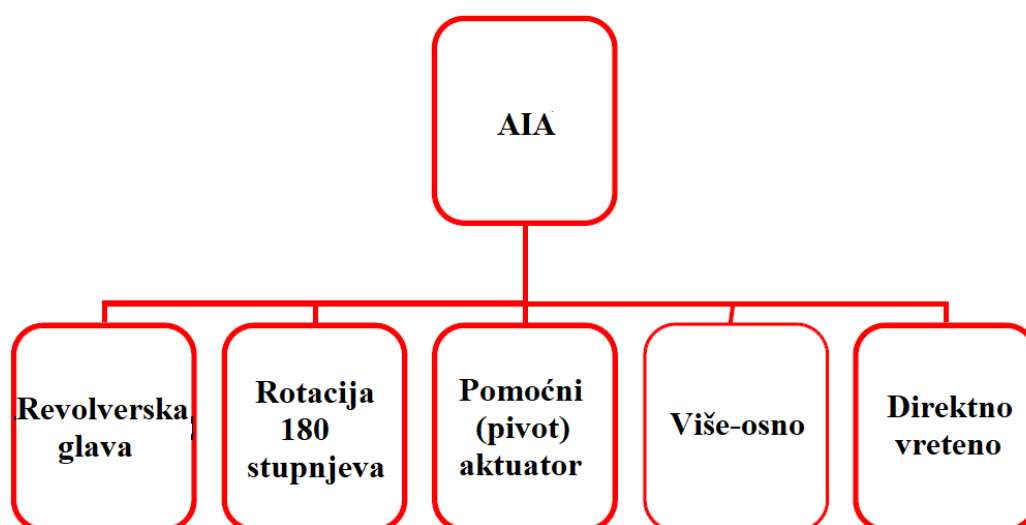 AIA
Revolverska
glava
Rotacija
180
stupnjeva
Pomoćni
(pivot)
aktuator
Više-osno
Direktno
vreteno